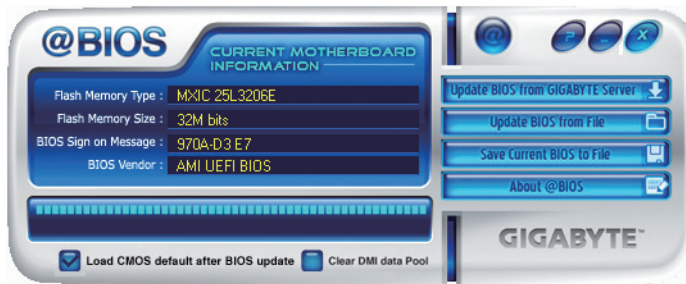 @BIOS
CURRENT MOTHERBOARD
INFORMATION
Flash Memory Type : MXIC 25L3206E
Flash Memory Size : 32M bits
BIOS Sign on Message : 970A-D3 E7
BIOS Vendor : AMI UEFI BIOS
Load CMOS default after BIOS update
Clear DMI data Pool
@
? - X
Update BIOS from GIGABYTE Server
Update BIOS from File
Save Current BIOS to File
About @BIOS
GIGABYTE™